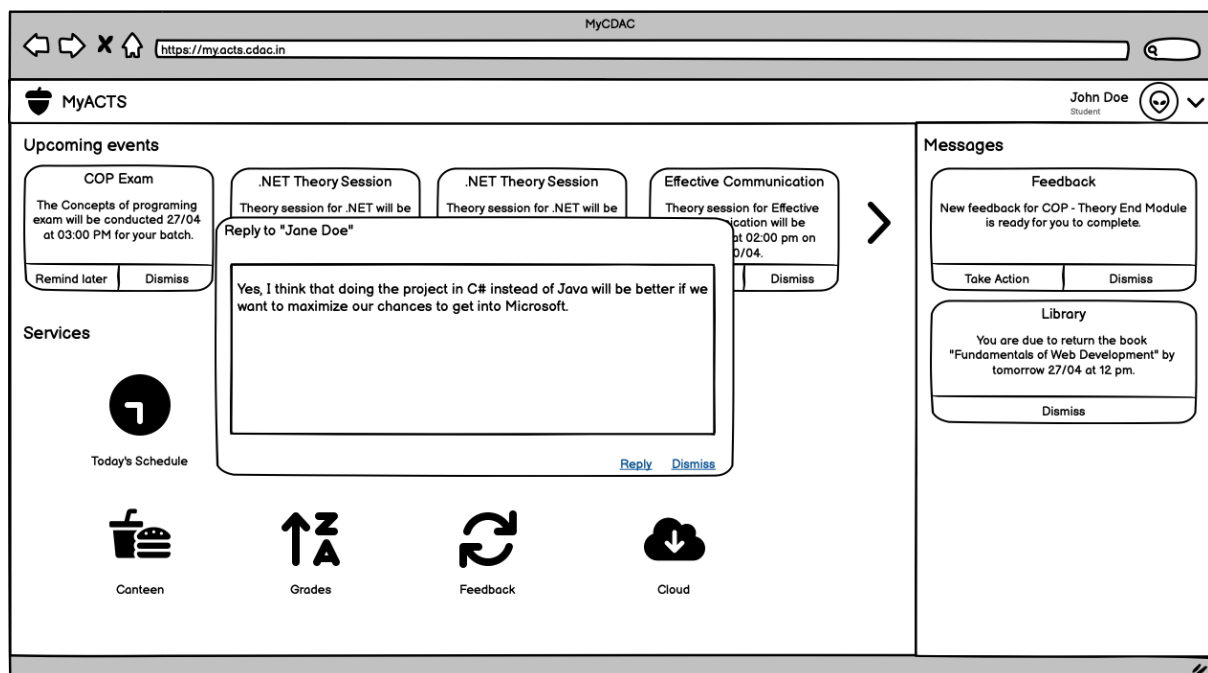 MyCDAC
https://my.acts.cdac.in
MyACTS
John Doe
Student
Upcoming events
COP Exam
The Concepts of programing
exam will be conducted 27/04
at 03:00 PM for your batch.
Remind later
Dismiss
.NET Theory Session
Theory session for .NET will be
.NET Theory Session
Theory session for .NET will be
Effective Communication
Theory session for Effective
ication will be
at 02:00 pm on
0/04.
Dismiss
Reply to "Jane Doe"
Yes, I think that doing the project in C# instead of Java will be better if we
want to maximize our chances to get into Microsoft.
Reply
Dismiss
Services
Today's Schedule
Canteen
Grades
Feedback
Cloud
Messages
Feedback
New feedback for COP - Theory End Module
is ready for you to complete.
Take Action
Dismiss
Library
You are due to return the book
"Fundamentals of Web Development" by
tomorrow 27/04 at 12 pm.
Dismiss